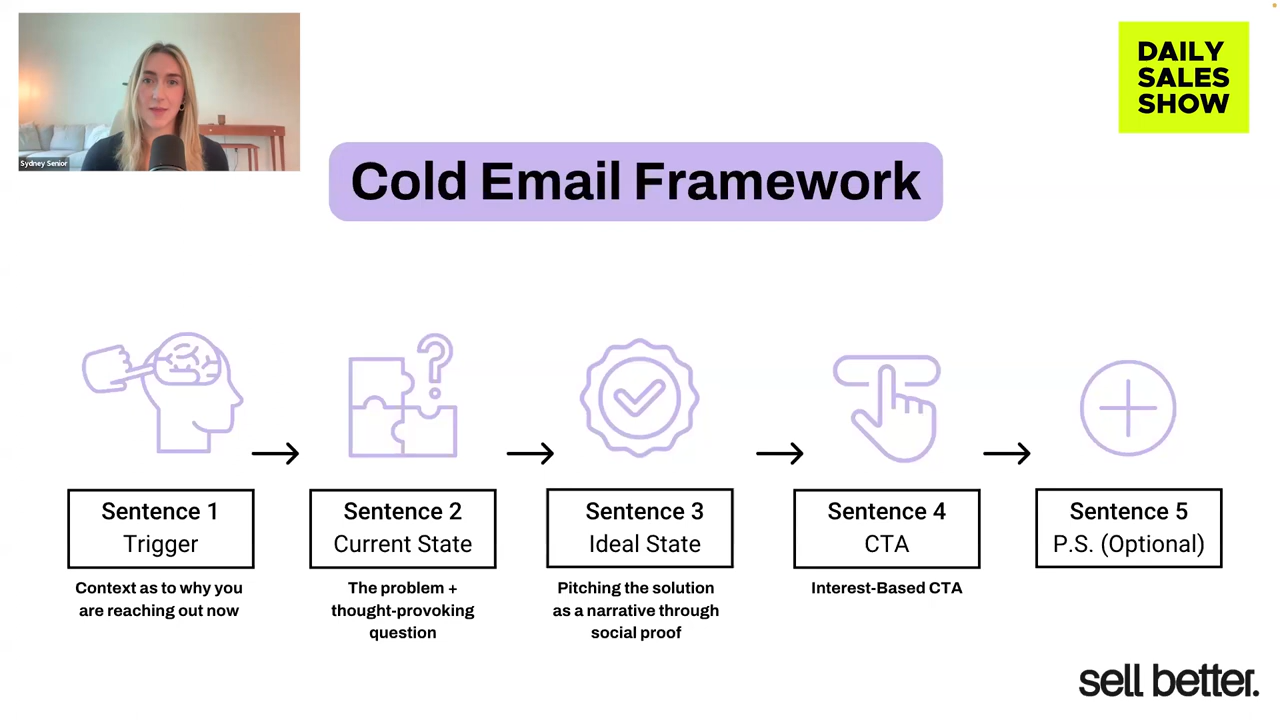 Sydney Senior
DAILY
SALES
SHOW
Cold Email Framework
Sentence 1
Trigger
Context as to why you
are reaching out now
Sentence 2
Current State
The problem +
thought-provoking
question
Sentence 3
Ideal State
Pitching the solution
as a narrative through
social proof
Sentence 4
CTA
Interest-Based CTA
Sentence 5
P.S. (Optional)
sell better.